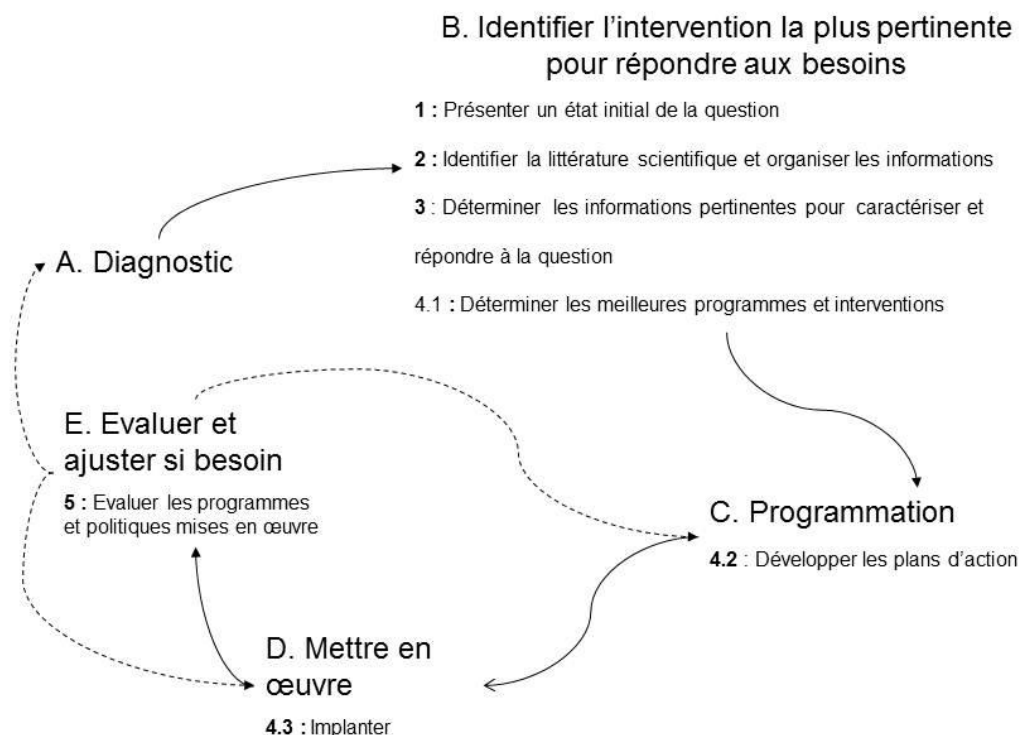 B. Identifier l’intervention la plus pertinente
pour répondre aux besoins
1 : Présenter un état initial de la question
2 : Identifier la littérature scientifique et organiser les informations
3 : Déterminer les informations pertinentes pour caractériser et
répondre à la question
4.1 : Déterminer les meilleures programmes et interventions
A. Diagnostic
E. Evaluer et
ajuster si besoin
5 : Evaluer les programmes
et politiques mises en œuvre
C. Programmation
4.2 : Développer les plans d’action
D. Mettre en
œuvre
4.3 : Implanter